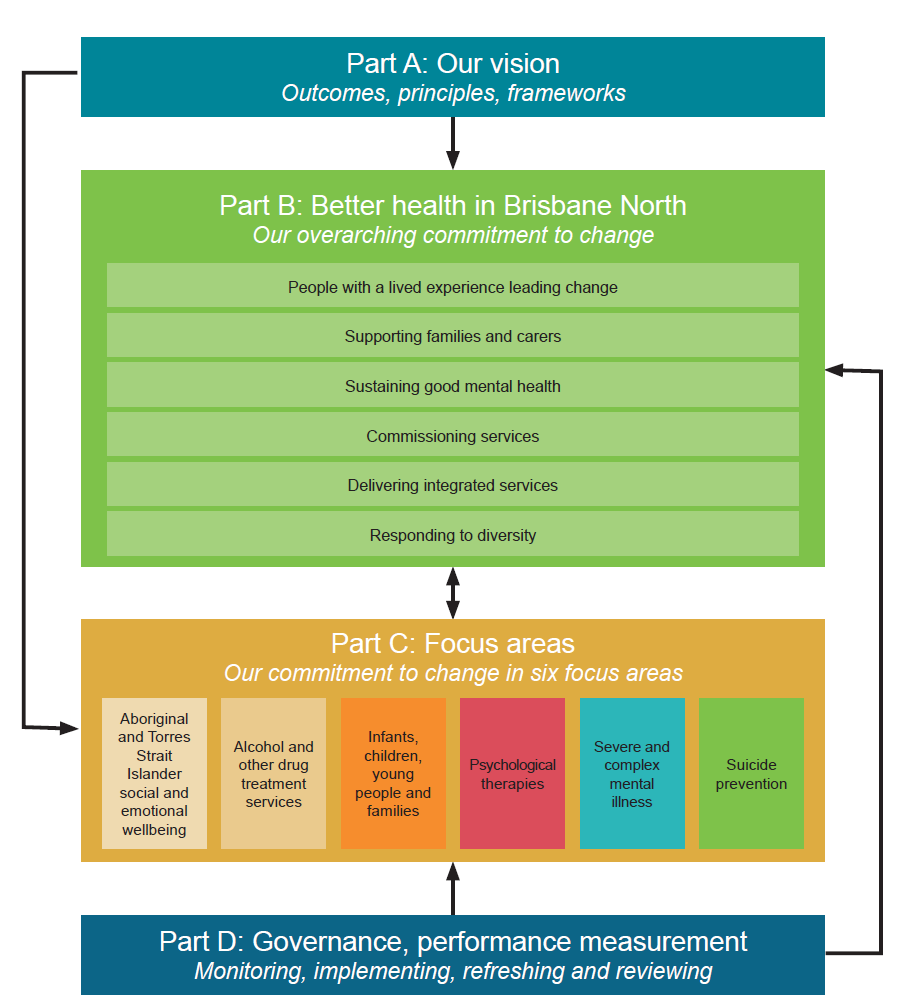 Part A: Our vision
Outcomes, principles, frameworks
Part B: Better health in Brisbane North
Our overarching commitment to change
People with a lived experience leading change
Supporting families and carers
Sustaining good mental health
Commissioning services
Delivering integrated services
Responding to diversity
Part C: Focus areas
Our commitment to change in six focus areas
Aboriginal
and Torres
Strait
Islander
social and
emotional
wellbeing
Alcohol and
other drug
treatment
services
Infants,
children,
young
people and
families
Psychological
therapies
Severe and
complex
mental
illness
Suicide
prevention
Part D: Governance, performance measurement
Monitoring, implementing, refreshing and reviewing